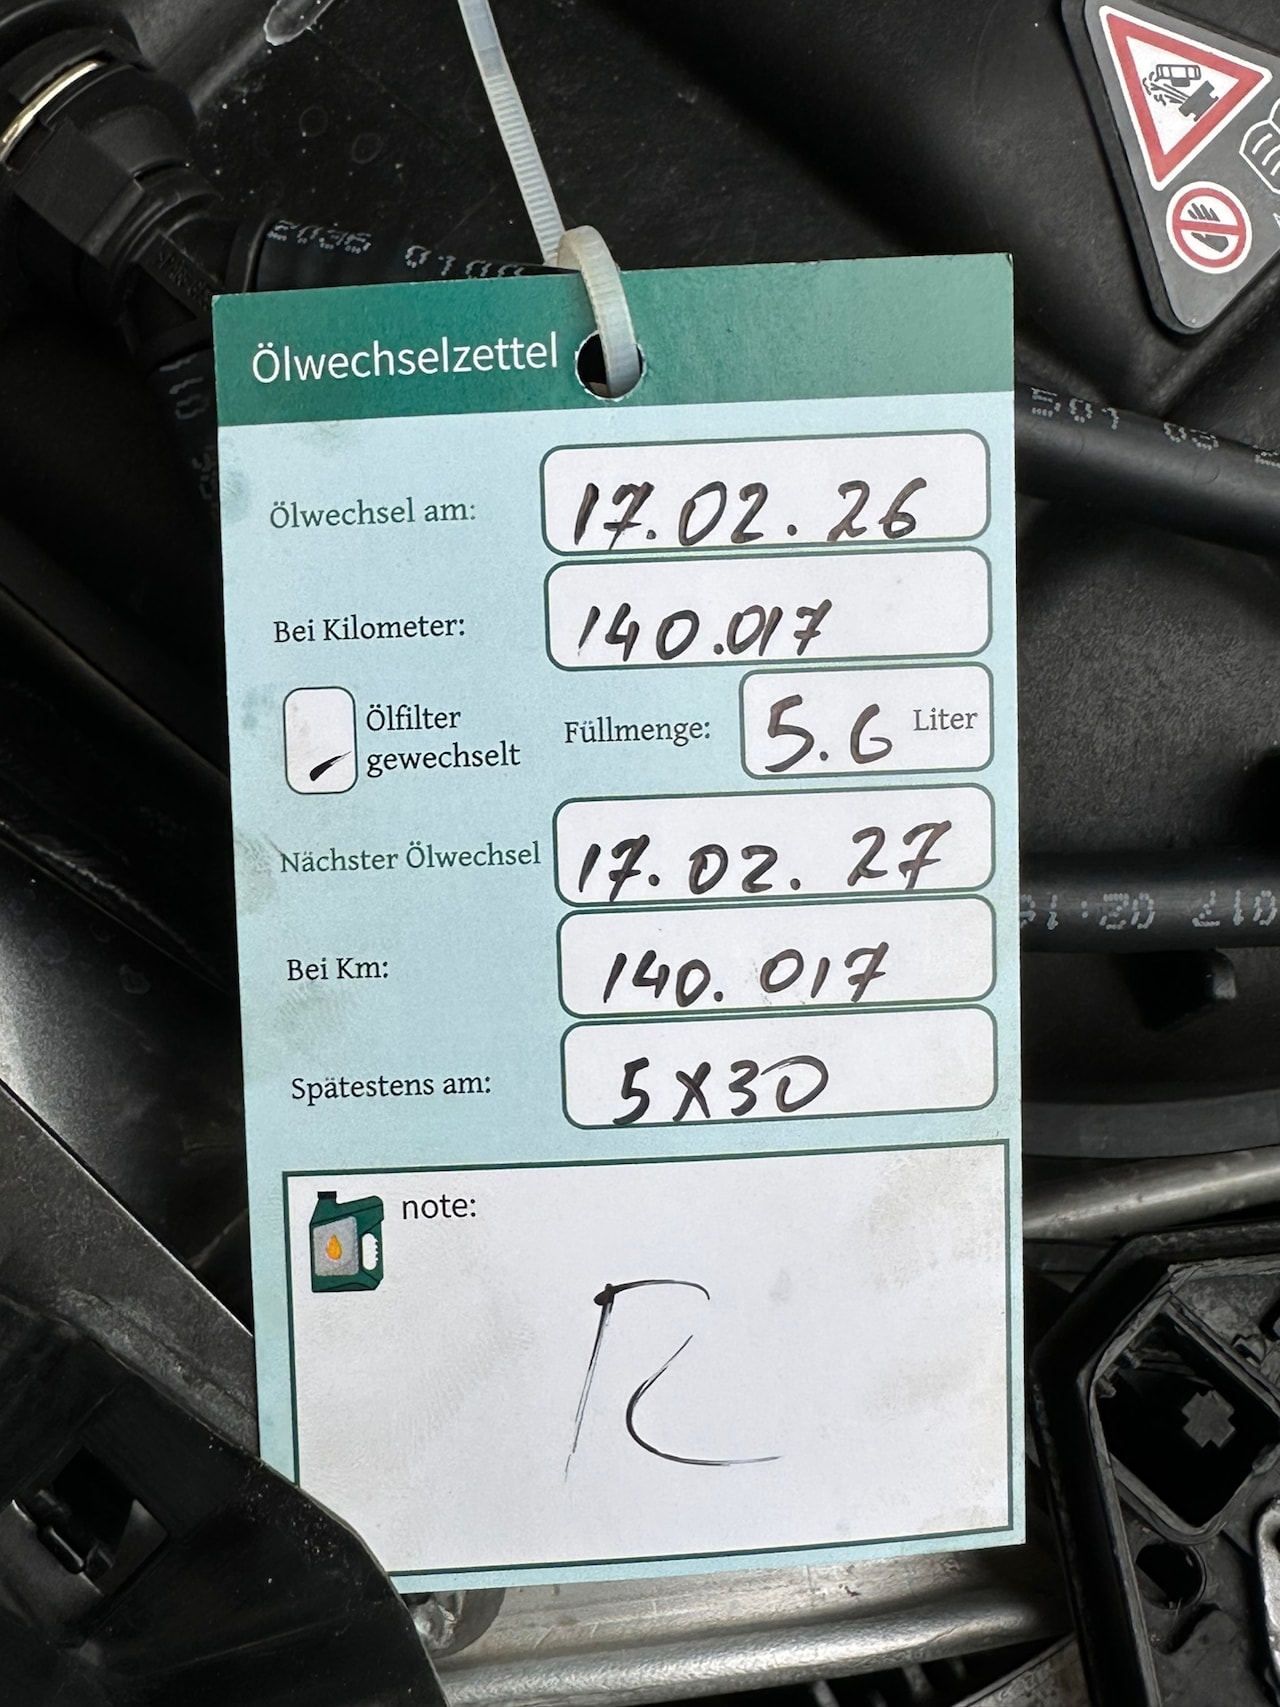 Ölwechselzettel
Ölwechsel am: 17.02.26
Bei Kilometer: 140.017
Ölfilter gewechselt
Füllmenge: 5.6 Liter
Nächster Ölwechsel 17.02.27
Bei Km: 140.017
Spätestens am: 5X30
note:
R